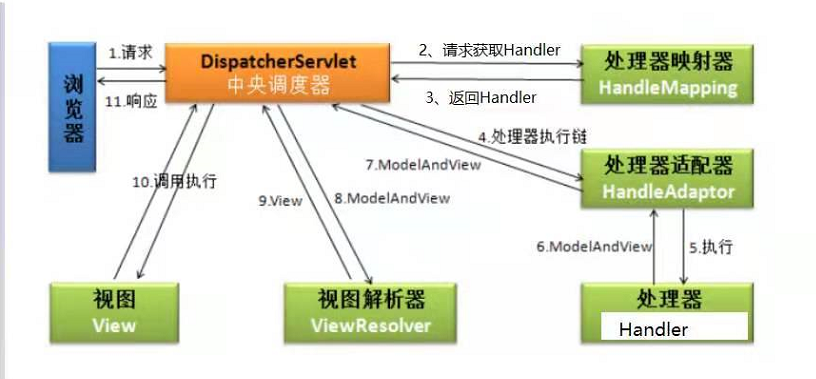 1.请求
11.响应
浏览器
DispatcherServlet
中央调度器
2、请求获取Handler
3、返回Handler
处理器映射器
HandleMapping
4.处理器执行链
7.ModelAndView
处理器适配器
HandleAdaptor
10.调用执行
9.View
8.ModelAndView
6.ModelAndView
5.执行
视图
View
视图解析器
ViewResolver
处理器
Handler